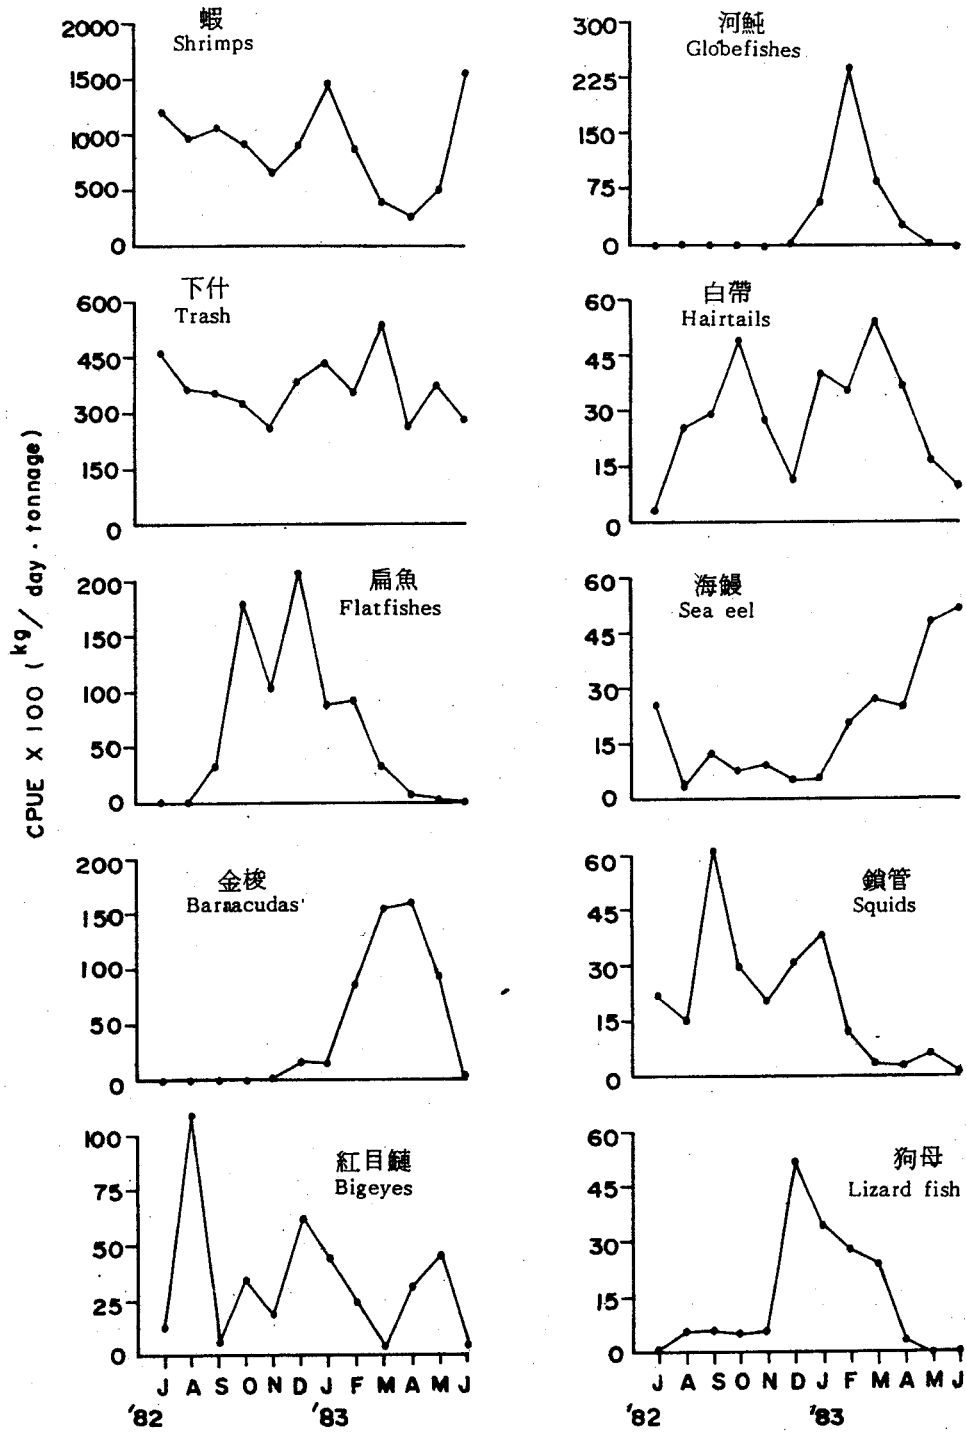 CPUE X 100 (kg/day·tonnage)
蝦
Shrimps
2000
1500
1000
500
0
下什
Trash
600
450
300
150
0
扁魚
Flatfishes
200
150
100
50
0
金梭
Barracudas
200
150
100
50
0
紅目鰱
Bigeyes
100
75
50
25
0
J A S O N D J F M A M J
'82 '83
河魨
Globefishes
300
225
150
75
0
白帶
Hairtails
60
45
30
15
0
海鰻
Sea eel
60
45
30
15
0
鎖管
Squids
60
45
30
15
0
狗母
Lizard fish
60
45
30
15
0
J A S O N D J F M A M J
'82 '83